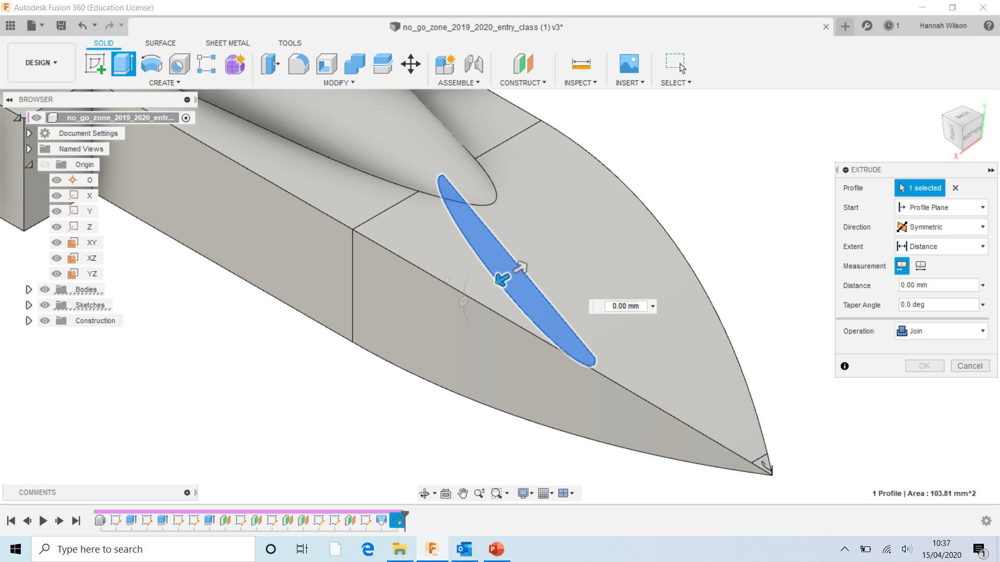 Autodesk Fusion 360 (Education License)
no_go_zone_2019_2020_entry_class (1) v3*
1
Hannah Wilson
SOLID SURFACE SHEET METAL TOOLS
DESIGN
CREATE MODIFY ASSEMBLE CONSTRUCT INSPECT INSERT SELECT
BROWSER
no_go_zone_2019_2020_entr...
Document Settings
Named Views
Origin
O
X
Y
Z
XY
XZ
YZ
Bodies
Sketches
Construction
BACK
RIGHT
BOTTOM
Y
X
EXTRUDE
Profile 1 selected
Start Profile Plane
Direction Symmetric
Extent Distance
Measurement
Distance 0.00 mm
Taper Angle 0.0 deg
Operation Join
OK Cancel
0.00 mm
COMMENTS
1 Profile | Area : 103.81 mm^2
Type here to search
10:37
15/04/2020
1